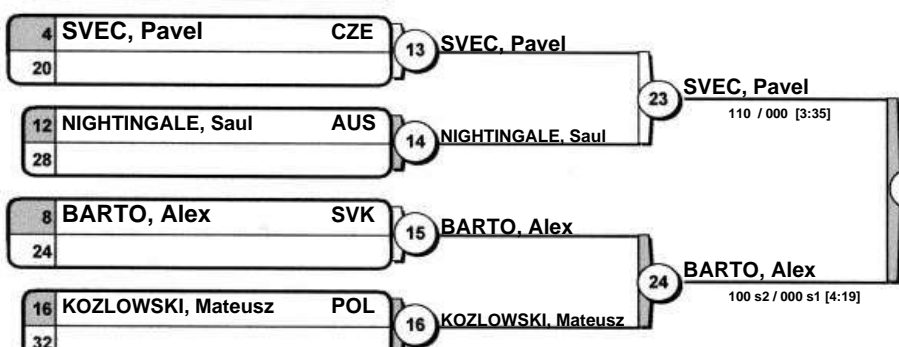 4 SVEC, Pavel CZE
20
13 SVEC, Pavel
12 NIGHTINGALE, Saul AUS
28
14 NIGHTINGALE, Saul
23 SVEC, Pavel
110 / 000 [3:35]
8 BARTO, Alex SVK
24
15 BARTO, Alex
16 KOZLOWSKI, Mateusz POL
32
16 KOZLOWSKI, Mateusz
24 BARTO, Alex
100 s2 / 000 s1 [4:19]